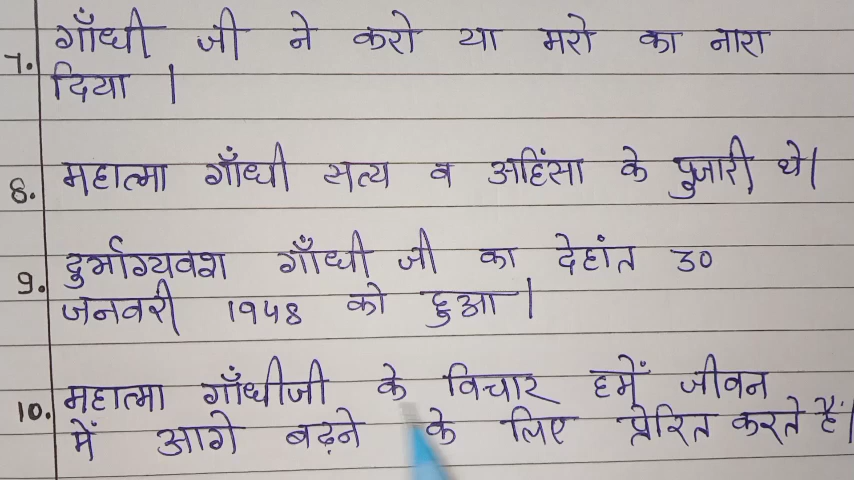 7. गाँधी जी ने करो या मरो का नारा
दिया |
8. महात्मा गाँधी सत्य व अहिंसा के पुजारी थे|
9. दुर्भाग्यवश गाँधी जी का देहांत 30
जनवरी 1948 को हुआ |
10. महात्मा गाँधीजी के विचार हमें जीवन
में आगे बढ़ने के लिए प्रेरित करते हैं|